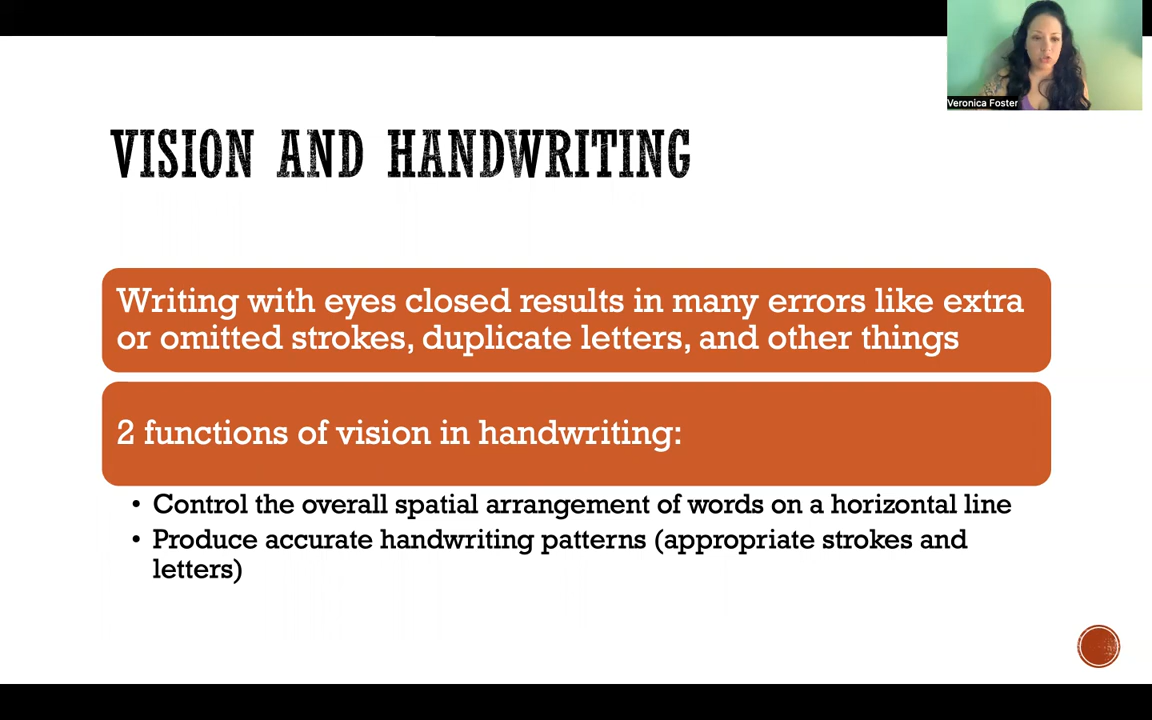 Veronica Foster
VISION AND HANDWRITING
Writing with eyes closed results in many errors like extra
or omitted strokes, duplicate letters, and other things
2 functions of vision in handwriting:
• Control the overall spatial arrangement of words on a horizontal line
• Produce accurate handwriting patterns (appropriate strokes and
letters)